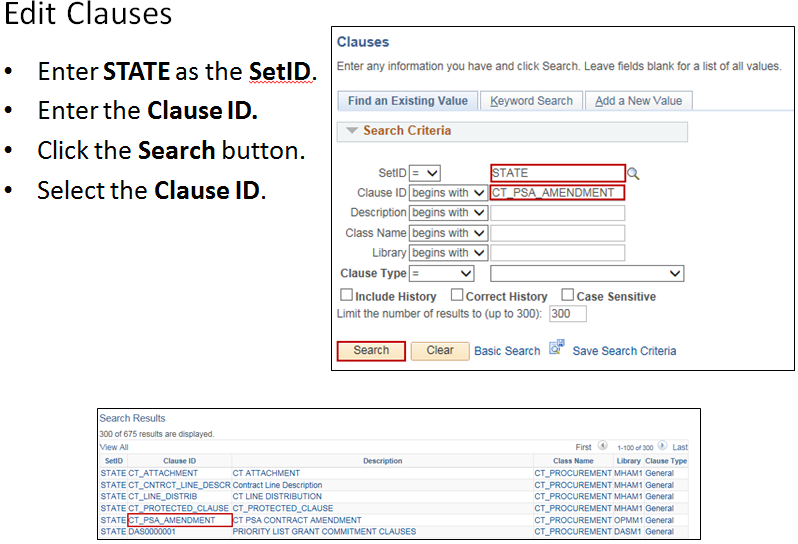 Edit Clauses
• Enter STATE as the SetID.
• Enter the Clause ID.
• Click the Search button.
• Select the Clause ID.
Clauses
Enter any information you have and click Search. Leave fields blank for a list of all values.
Find an Existing Value Keyword Search Add a New Value
Search Criteria
SetID = STATE
Clause ID begins with CT_PSA_AMENDMENT
Description begins with
Class Name begins with
Library begins with
Clause Type =
Include History Correct History Case Sensitive
Limit the number of results to (up to 300): 300
Search Clear Basic Search Save Search Criteria
Search Results
300 of 675 results are displayed.
View All First 1-100 of 300 Last
SetID Clause ID Description Class Name Library Clause Type
STATE CT_ATTACHMENT CT ATTACHMENT CT_PROCUREMENT MHAM1 General
STATE CT_CNTRCT_LINE_DESCR Contract Line Description CT_PROCUREMENT MHAM1 General
STATE CT_LINE_DISTRIB CT LINE DISTRIBUTION CT_PROCUREMENT MHAM1 General
STATE CT_PROTECTED_CLAUSE CT_PROTECTED_CLAUSE CT_PROCUREMENT MHAM1 General
STATE CT_PSA_AMENDMENT CT PSA CONTRACT AMENDMENT CT_PROCUREMENT OPMM1 General
STATE DAS0000001 PRIORITY LIST GRANT COMMITMENT CLAUSES CT_PROCUREMENT DASM1 General